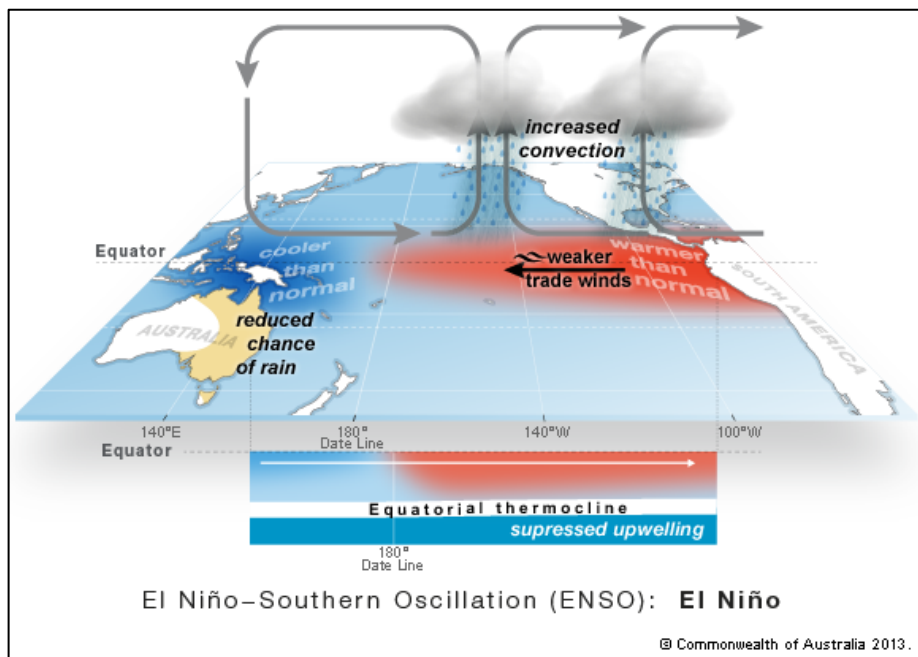 increased
convection
Equator
cooler
than
normal
weaker
trade winds
warmer
than
normal
SOUTH AMERICA
AUSTRALIA
reduced
chance
of rain
140°E
180°
Date Line
140°W
100°W
Equator
Equatorial thermocline
supressed upwelling
180°
Date Line
El Niño–Southern Oscillation (ENSO): El Niño
© Commonwealth of Australia 2013.